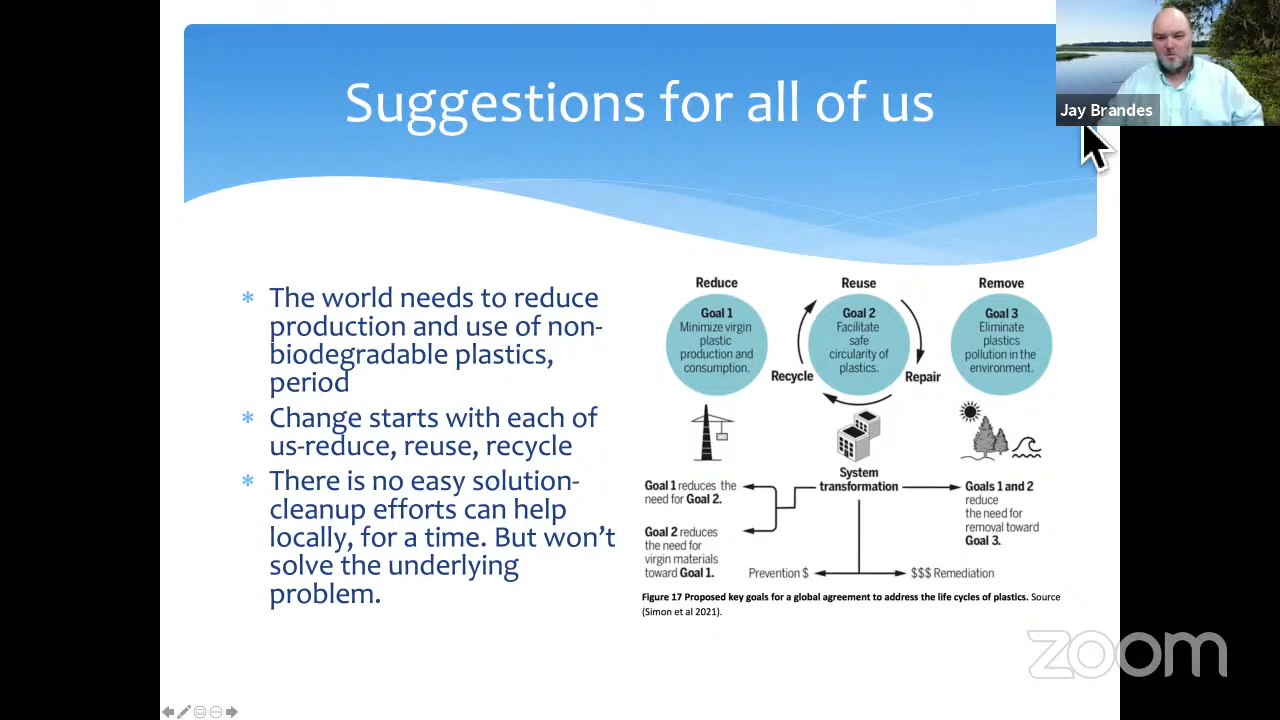 Suggestions for all of us
Jay Brandes
The world needs to reduce
production and use of non-
biodegradable plastics,
period
Change starts with each of
us-reduce, reuse, recycle
There is no easy solution-
cleanup efforts can help
locally, for a time. But won't
solve the underlying
problem.
Reduce
Goal 1
Minimize virgin
plastic
production and
consumption.
Reuse
Goal 2
Facilitate
safe
circularity of
plastics.
Recycle
Repair
Remove
Goal 3
Eliminate
plastics
pollution in the
environment.
System
transformation
Goal 1 reduces the
need for Goal 2.
Goal 2 reduces
the need for
virgin materials
toward Goal 1.
Goals 1 and 2
reduce
the need for
removal toward
Goal 3.
Prevention $
$$$ Remediation
Figure 17 Proposed key goals for a global agreement to address the life cycles of plastics. Source
(Simon et al 2021).
zoom